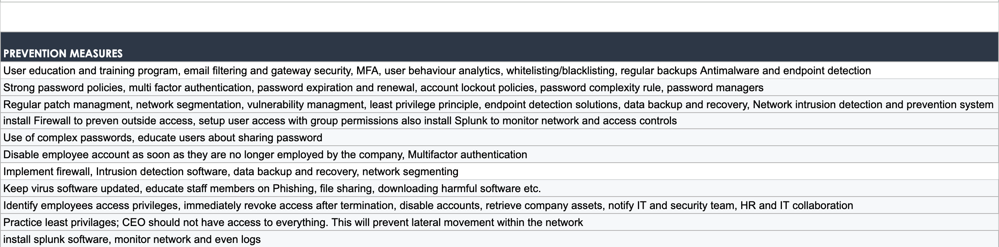 PREVENTION MEASURES
User education and training program, email filtering and gateway security, MFA, user behaviour analytics, whitelisting/blacklisting, regular backups Antimalware and endpoint detection
Strong password policies, multi factor authentication, password expiration and renewal, account lockout policies, password complexity rule, password managers
Regular patch managment, network segmentation, vulnerability managment, least privilege principle, endpoint detection solutions, data backup and recovery, Network intrusion detection and prevention system
install Firewall to preven outside access, setup user access with group permissions also install Splunk to monitor network and access controls
Use of complex passwords, educate users about sharing password
Disable employee account as soon as they are no longer employed by the company, Multifactor authentication
Implement firewall, Intrusion detection software, data backup and recovery, network segmenting
Keep virus software updated, educate staff members on Phishing, file sharing, downloading harmful software etc.
Identify employees access privileges, immediately revoke access after termination, disable accounts, retrieve company assets, notify IT and security team, HR and IT collaboration
Practice least privilages; CEO should not have access to everything. This will prevent lateral movement within the network
install splunk software, monitor network and even logs